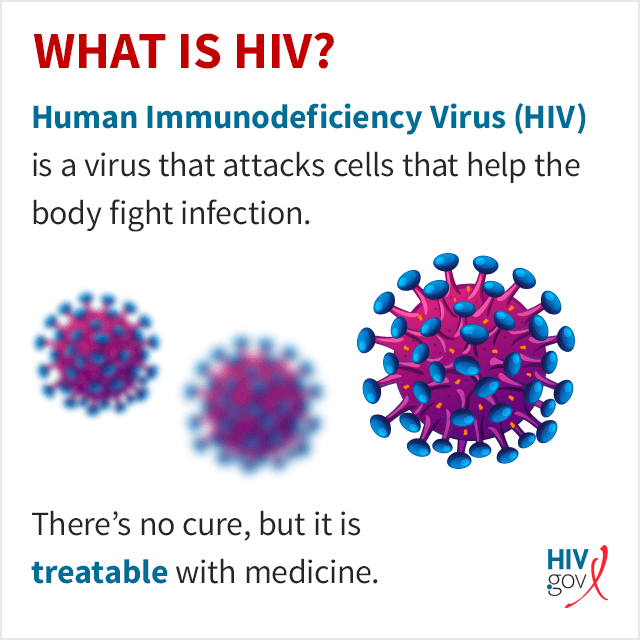 WHAT IS HIV?
Human Immunodeficiency Virus (HIV)
is a virus that attacks cells that help the
body fight infection.
There’s no cure, but it is
treatable with medicine.
HIV
.gov